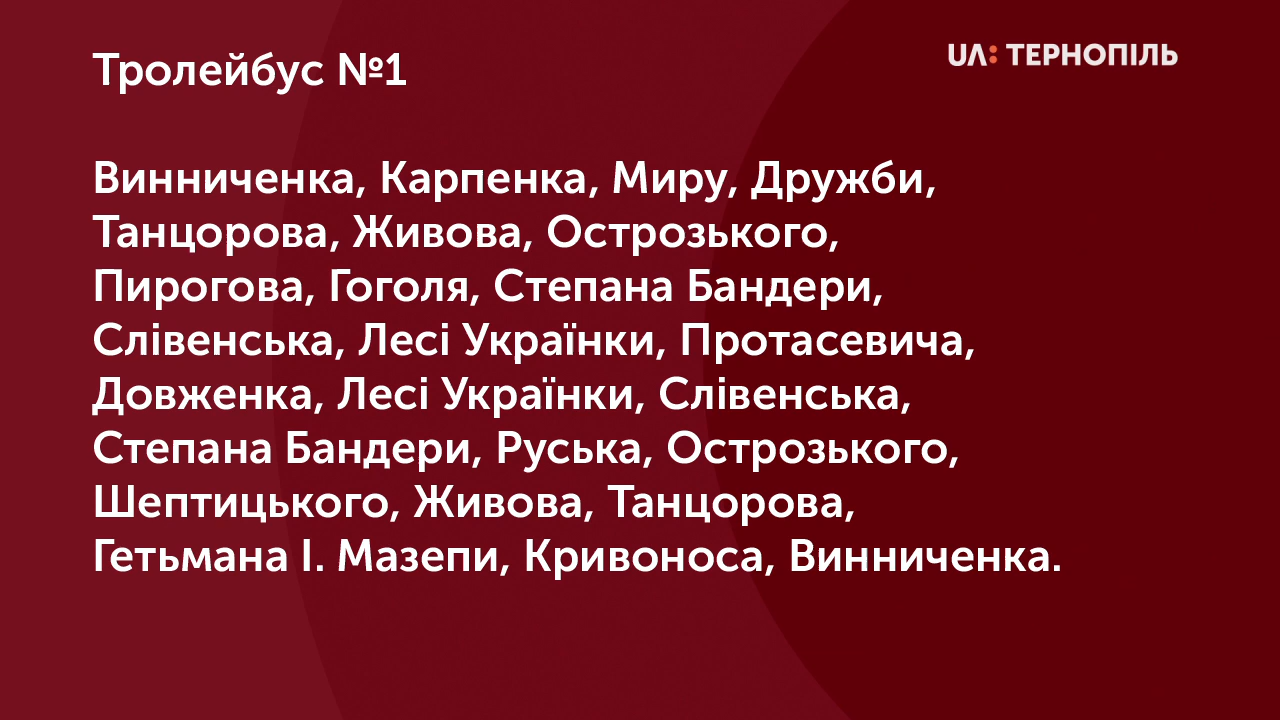 Тролейбус №1
UA: ТЕРНОПІЛЬ
Винниченка, Карпенка, Миру, Дружби,
Танцорова, Живова, Острозького,
Пирогова, Гоголя, Степана Бандери,
Слівенська, Лесі Українки, Протасевича,
Довженка, Лесі Українки, Слівенська,
Степана Бандери, Руська, Острозького,
Шептицького, Живова, Танцорова,
Гетьмана І. Мазепи, Кривоноса, Винниченка.